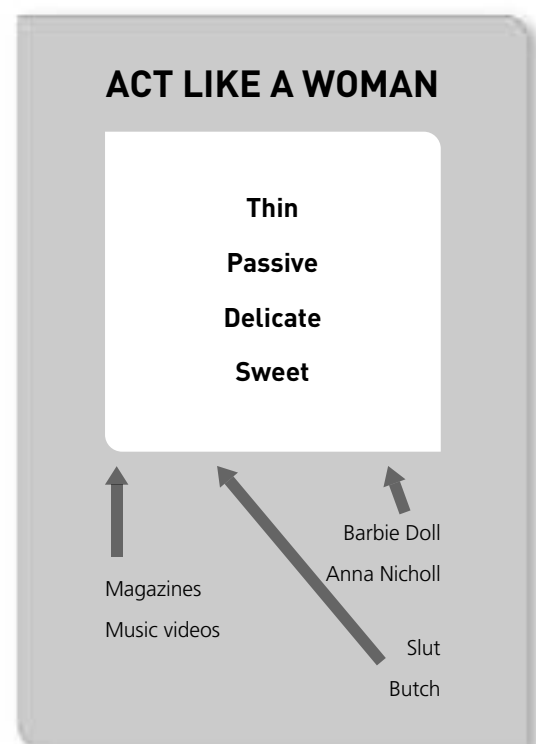 ACT LIKE A WOMAN
Thin
Passive
Delicate
Sweet
Barbie Doll
Anna Nicholl
Magazines
Music videos
Slut
Butch